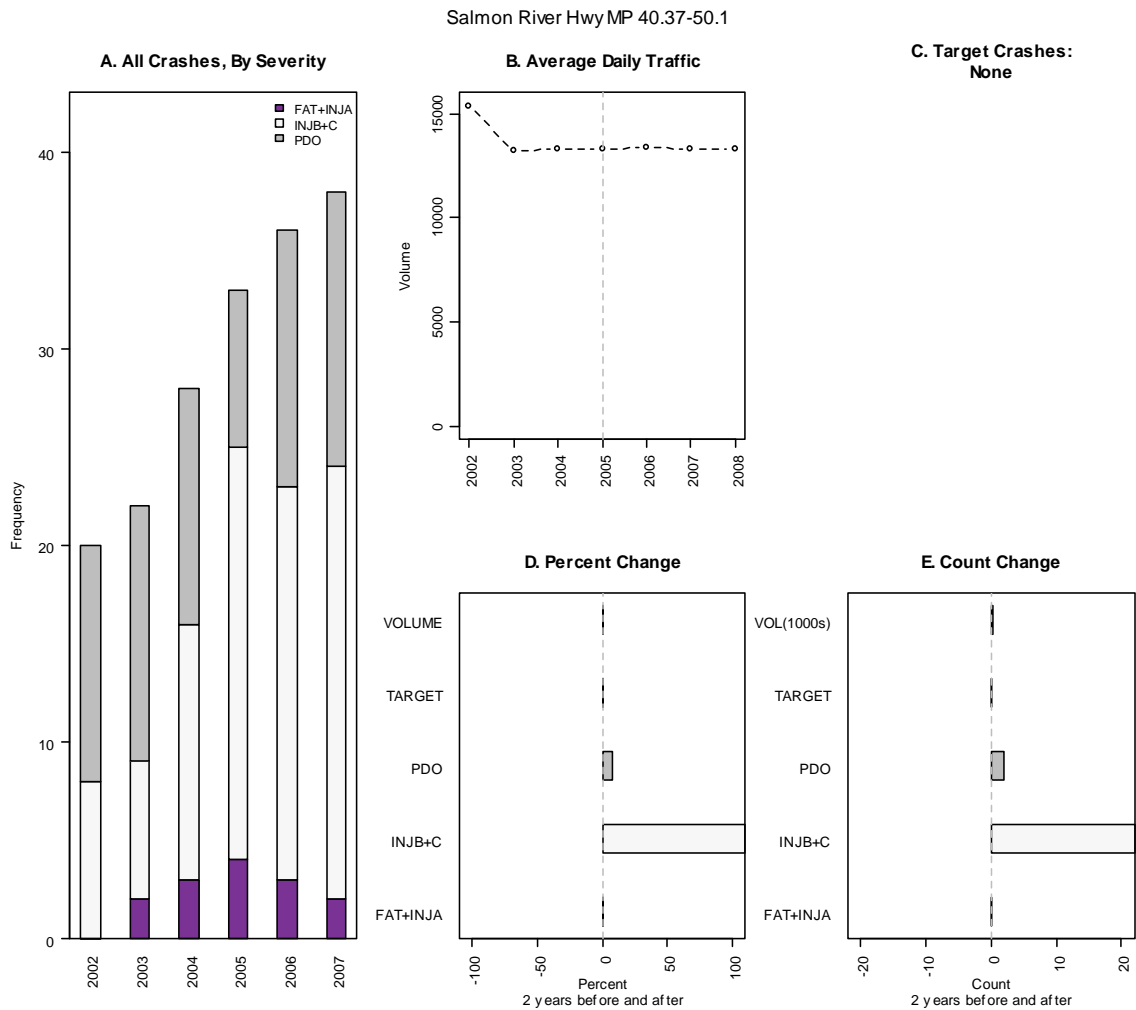 Salmon River Hwy MP 40.37-50.1
A. All Crashes, By Severity
FAT+INJA
INJB+C
PDO
Frequency
40
30
20
10
0
2002
2003
2004
2005
2006
2007
B. Average Daily Traffic
Volume
15000
10000
5000
0
2002
2003
2004
2005
2006
2007
2008
C. Target Crashes:
None
D. Percent Change
VOLUME
TARGET
PDO
INJB+C
FAT+INJA
-100
-50
0
50
100
Percent
2 years before and after
E. Count Change
VOL(1000s)
TARGET
PDO
INJB+C
FAT+INJA
-20
-10
0
10
20
Count
2 years before and after